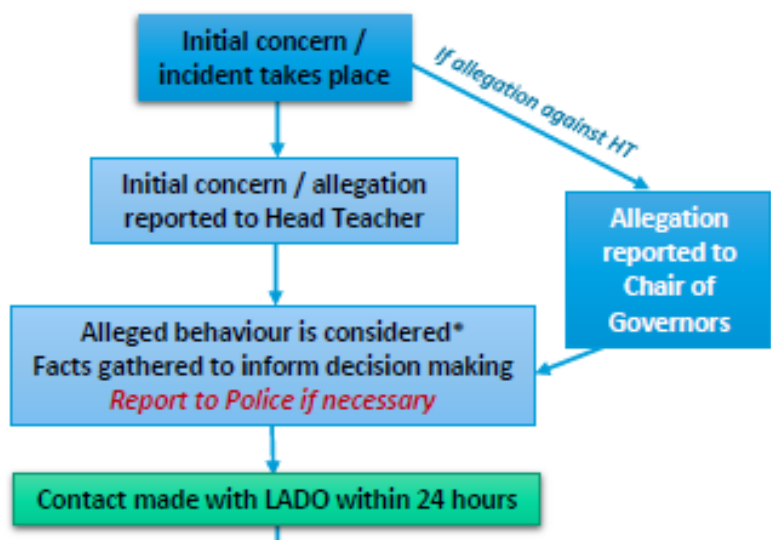 Initial concern /
incident takes place
If allegation against HT
Initial concern / allegation
reported to Head Teacher
Allegation
reported to
Chair of
Governors
Alleged behaviour is considered*
Facts gathered to inform decision making
Report to Police if necessary
Contact made with LADO within 24 hours